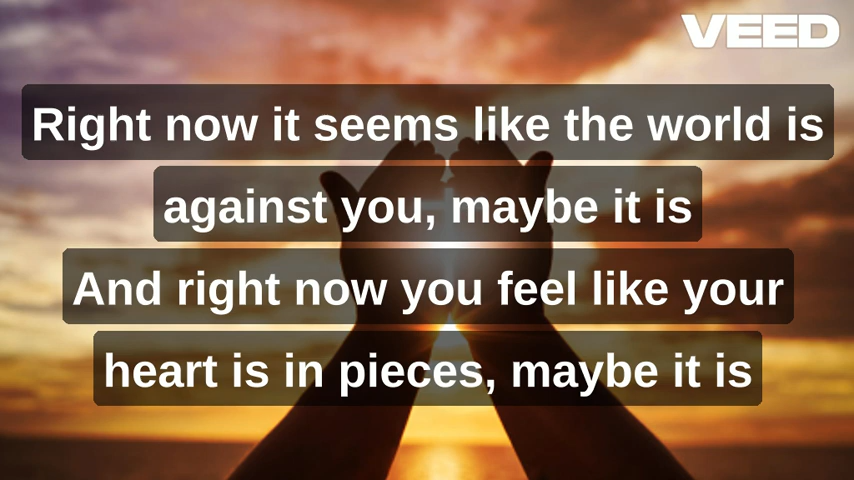 VEED
Right now it seems like the world is
against you, maybe it is
And right now you feel like your
heart is in pieces, maybe it is